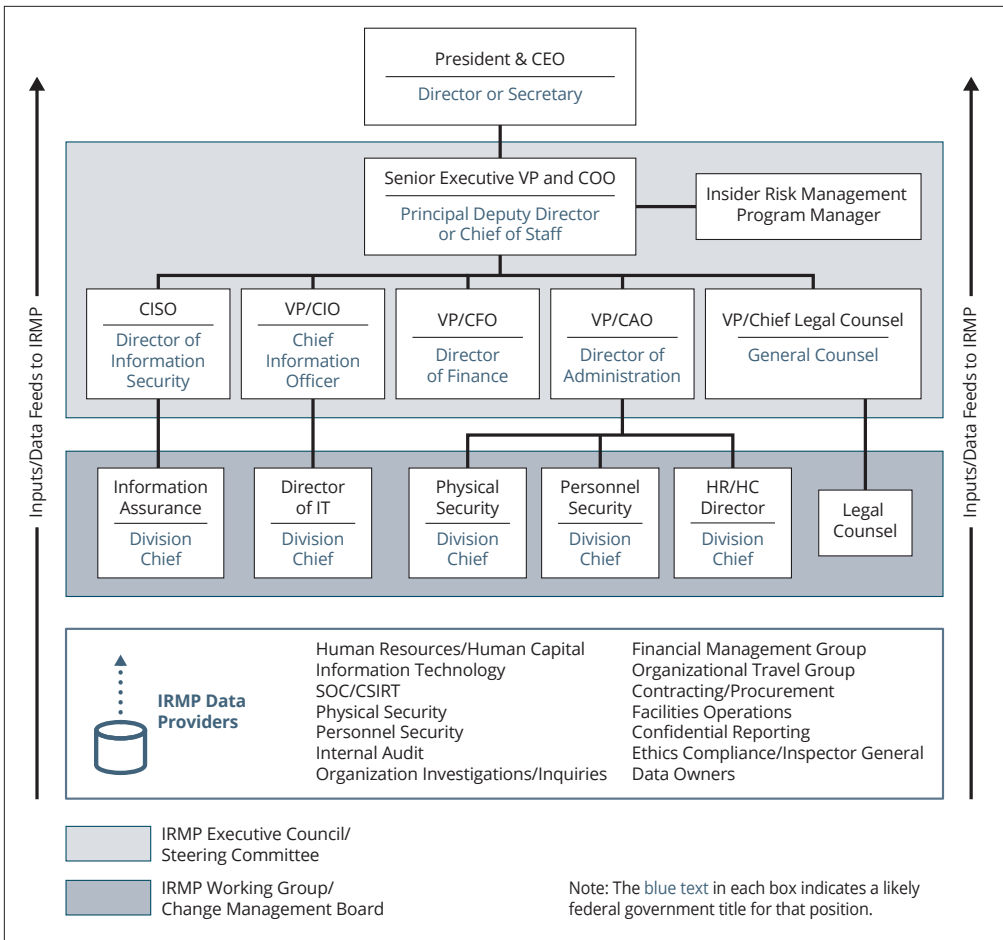 President & CEO
Director or Secretary
Senior Executive VP and COO
Principal Deputy Director
or Chief of Staff
Insider Risk Management
Program Manager
CISO
Director of
Information
Security
VP/CIO
Chief
Information
Officer
VP/CFO
Director
of Finance
VP/CAO
Director of
Administration
VP/Chief Legal Counsel
General Counsel
Information
Assurance
Division
Chief
Director
of IT
Division
Chief
Physical
Security
Division
Chief
Personnel
Security
Division
Chief
HR/HC
Director
Division
Chief
Legal
Counsel
Inputs/Data Feeds to IRMP
Inputs/Data Feeds to IRMP
IRMP Data
Providers
Human Resources/Human Capital
Information Technology
SOC/CSIRT
Physical Security
Personnel Security
Internal Audit
Organization Investigations/Inquiries
Financial Management Group
Organizational Travel Group
Contracting/Procurement
Facilities Operations
Confidential Reporting
Ethics Compliance/Inspector General
Data Owners
IRMP Executive Council/
Steering Committee
IRMP Working Group/
Change Management Board
Note: The blue text in each box indicates a likely
federal government title for that position.